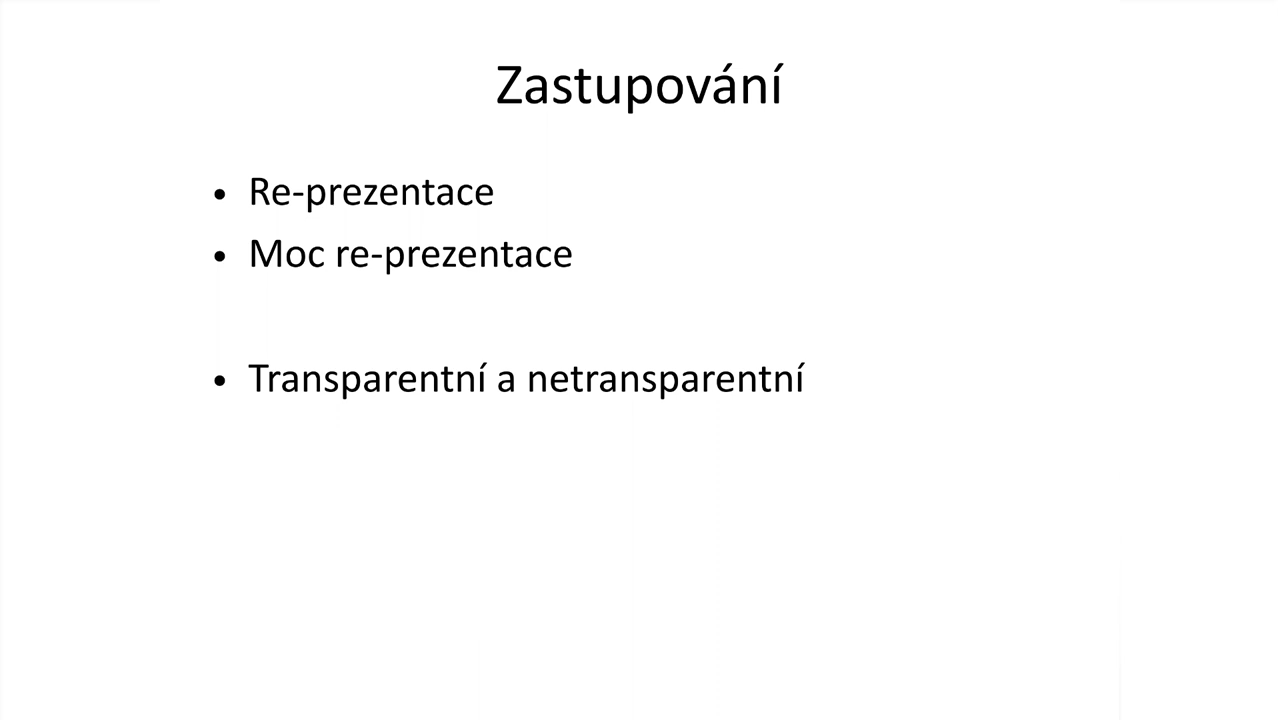 Zastupování
• Re-prezentace
• Moc re-prezentace
• Transparentní a netransparentní